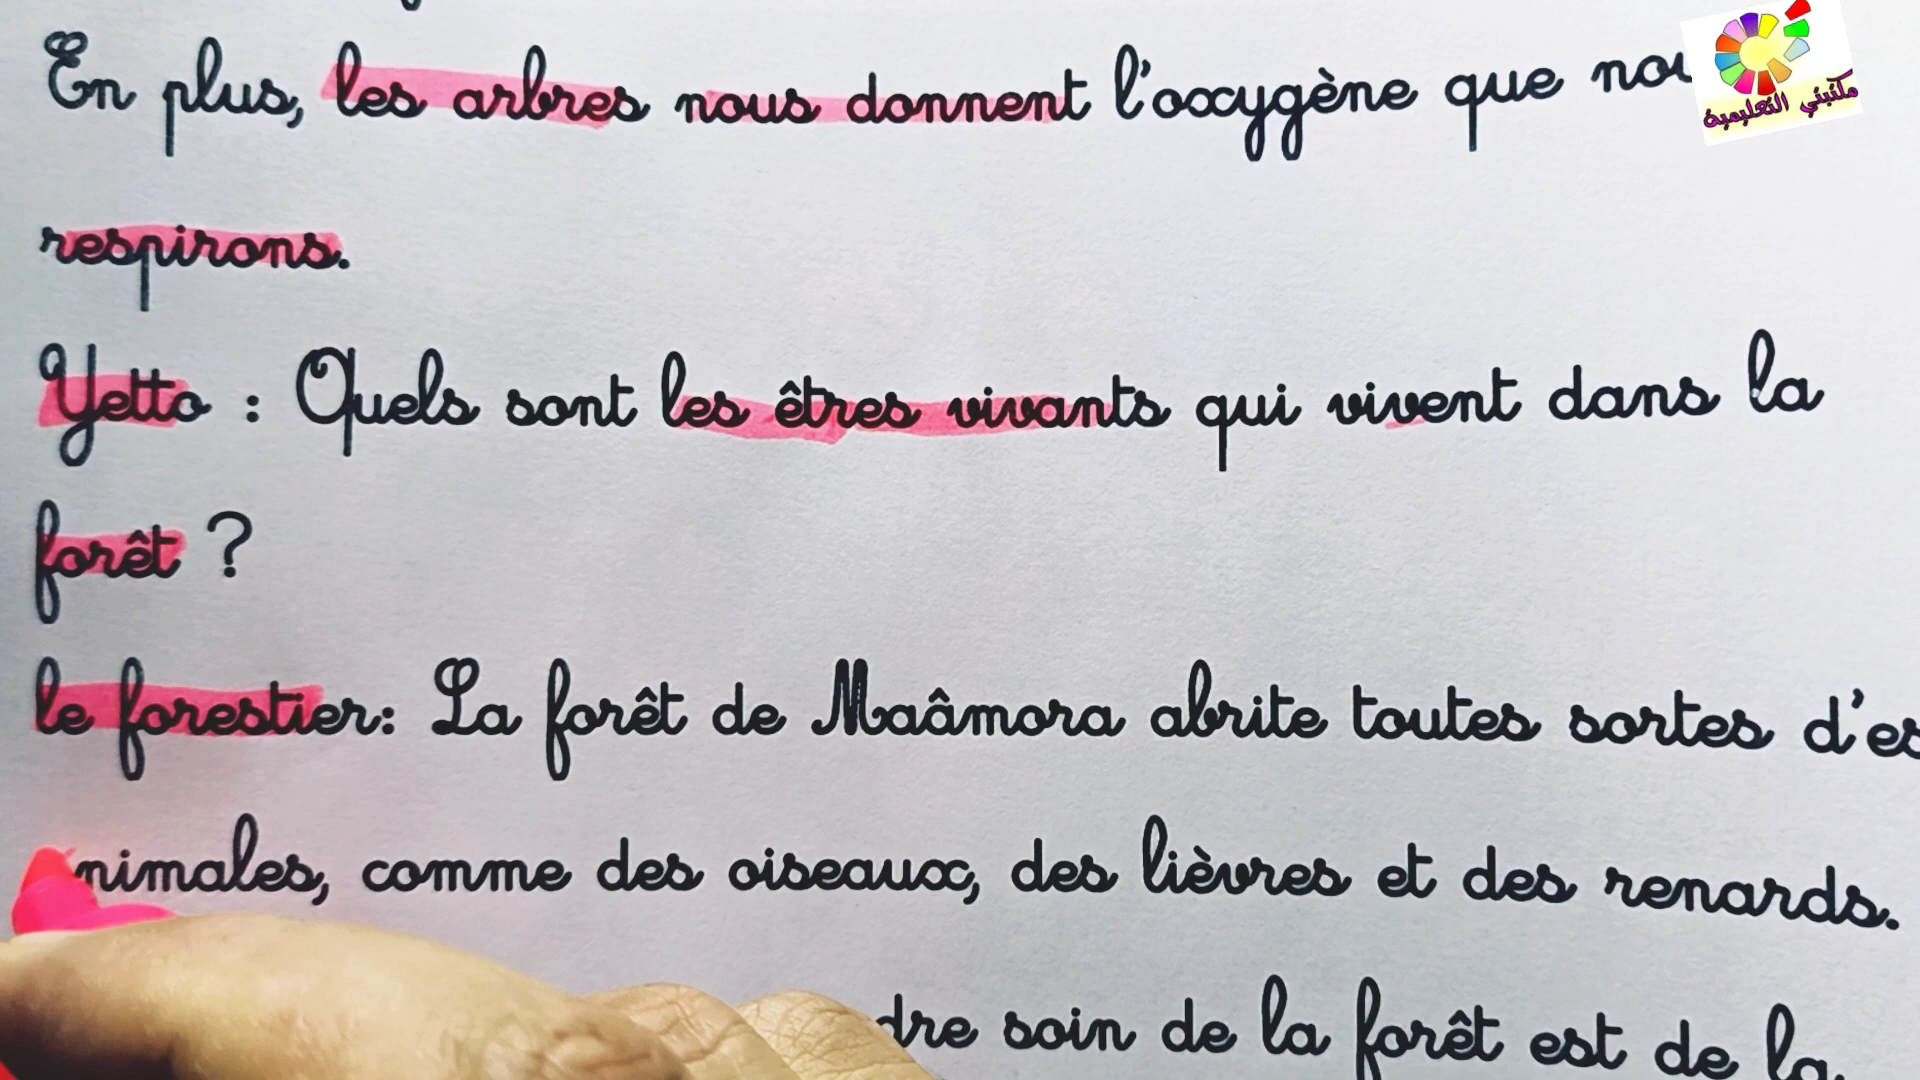 En plus, les arbres nous donnent l'oxygène que
مكتبتي التعليمية
respirons.
Yetto : Quels sont les êtres vivants qui vivent dans la
forêt ?
le forestier: La forêt de Maâmora abrite toutes sortes
nimales, comme des oiseaux, des lièvres et des renards.
soin de la forêt est de la